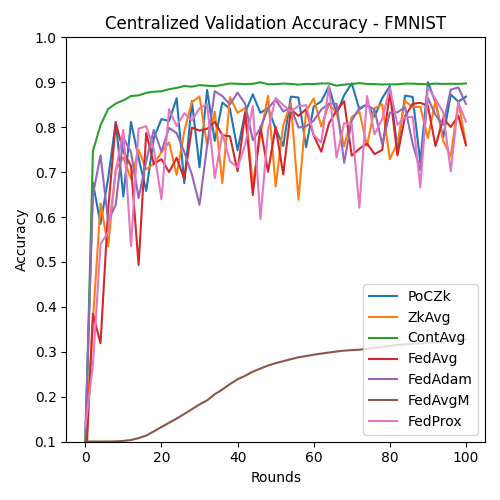 Centralized Validation Accuracy - FMNIST
1.0
0.9
0.8
0.7
0.6
0.5
0.4
0.3
0.2
0.1
Accuracy
0
20
40
60
80
100
Rounds
PoCZk
ZkAvg
ContAvg
FedAvg
FedAdam
FedAvgM
FedProx